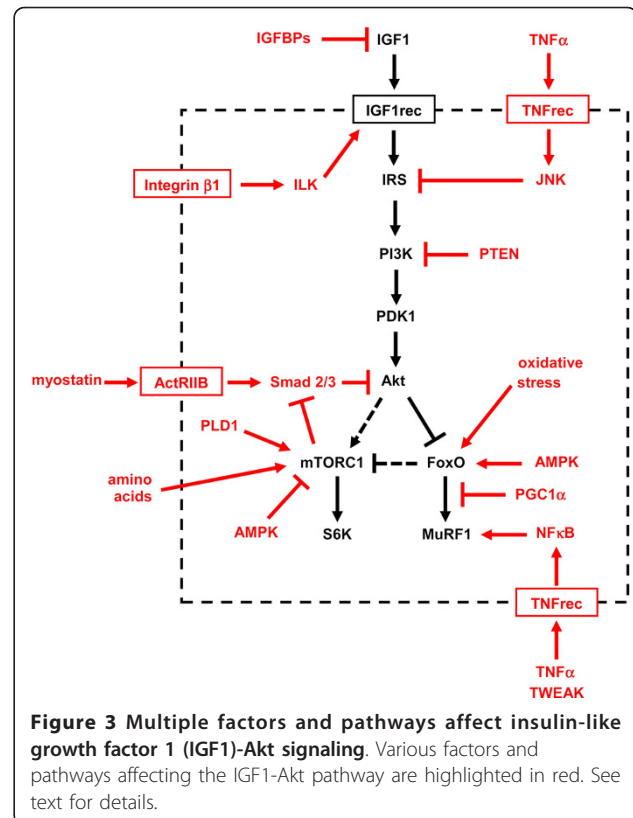 IGFBPs IGF1 TNFα
IGF1rec TNFrec
Integrin β1 ILK IRS JNK
PI3K PTEN
PDK1
oxidative
stress
myostatin ActRIIB Smad 2/3 Akt
PLD1
mTORC1 FoxO AMPK
amino
acids
PGC1α
AMPK S6K MuRF1 NFκB
TNFrec
TNFα
TWEAK
Figure 3 Multiple factors and pathways affect insulin-like
growth factor 1 (IGF1)-Akt signaling. Various factors and
pathways affecting the IGF1-Akt pathway are highlighted in red. See
text for details.